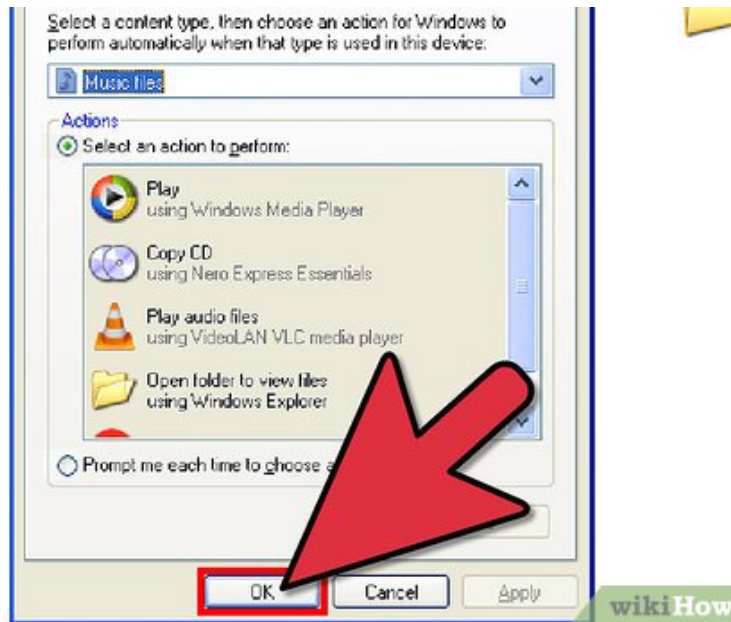 Select a content type, then choose an action for Windows to
perform automatically when that type is used in this device:
Music files
Actions
Select an action to perform:
Play
using Windows Media Player
Copy CD
using Nero Express Essentials
Play audio files
using VideoLAN VLC media player
Open folder to view files
using Windows Explorer
Prompt me each time to choose
OK
Cancel
Apply
wikiHow